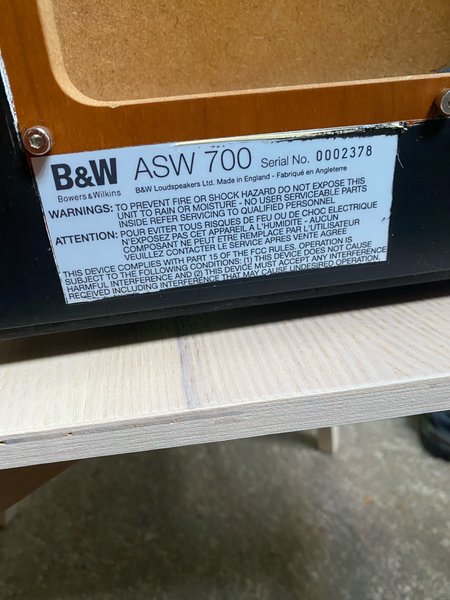 B&W ASW 700 Serial No. 0002378
Bowers & Wilkins B&W Loudspeakers Ltd. Made in England - Fabriqué en Angleterre
WARNINGS: TO PREVENT FIRE OR SHOCK HAZARD DO NOT EXPOSE THIS
UNIT TO RAIN OR MOISTURE - NO USER SERVICEABLE PARTS
INSIDE REFER SERVICING TO QUALIFIED PERSONNEL
ATTENTION: POUR EVITER TOUS RISQUES DE FEU OU DE CHOC ELECTRIQUE
N'EXPOSEZ PAS CET APPAREIL A L'HUMIDITE - AUCUN
COMPOSANT NE PEUT ETRE REMPLACE PAR L'UTILISATEUR
VEUILLEZ CONTACTER LE SERVICE APRES VENTE AGREE
THIS DEVICE COMPLIES WITH PART 15 OF THE FCC RULES. OPERATION IS
SUBJECT TO THE FOLLOWING CONDITIONS: (1) THIS DEVICE DOES NOT CAUSE
HARMFUL INTERFERENCE AND (2) THIS DEVICE MUST ACCEPT ANY INTERFERENCE
RECEIVED INCLUDING INTERFERENCE THAT MAY CAUSE UNDESIRED OPERATION.